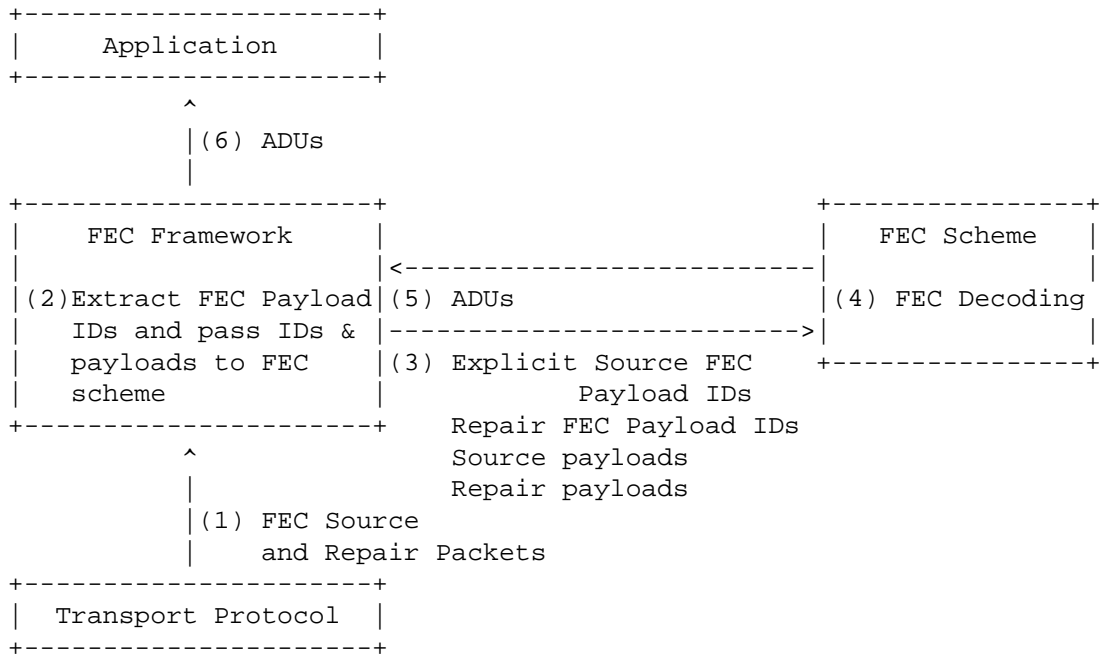 Application
(6) ADUs
FEC Framework FEC Scheme
(2)Extract FEC Payload (5) ADUs (4) FEC Decoding
IDs and pass IDs &
payloads to FEC (3) Explicit Source FEC
scheme Payload IDs
Repair FEC Payload IDs
Source payloads
Repair payloads
(1) FEC Source
and Repair Packets
Transport Protocol